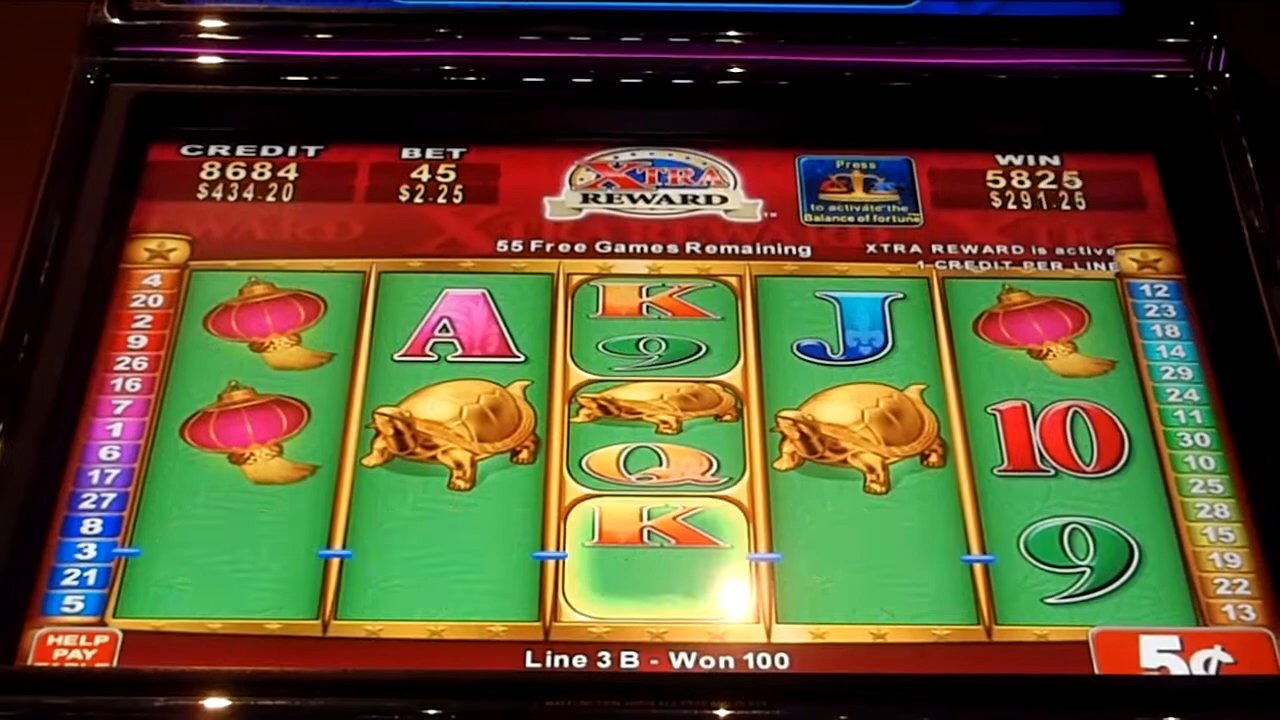 CREDIT
8684
$434.20
BET
45
$2.25
XTRA
REWARD
™
Press
to activate the
Balance of fortune
WIN
5825
$291.25
55 Free Games Remaining
XTRA REWARD is active
1 CREDIT PER LINE
4
20
2
9
26
16
7
1
6
17
27
8
3
21
5
A
K
9
Q
K
J
10
9
12
23
18
14
29
24
11
30
10
25
28
15
19
22
13
HELP
PAY
Line 3 B - Won 100
5¢